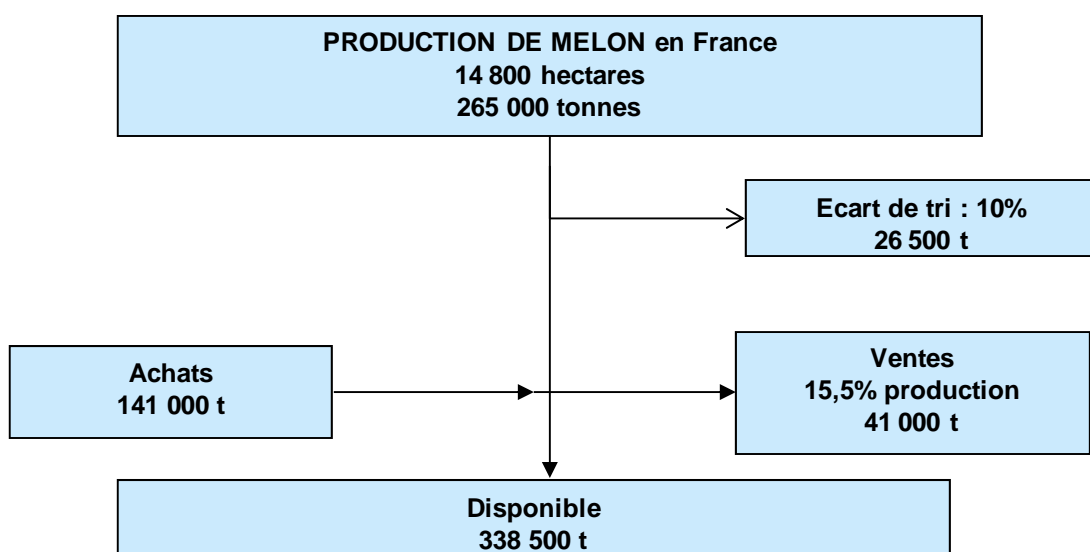 PRODUCTION DE MELON en France
14 800 hectares
265 000 tonnes
Ecart de tri : 10%
26 500 t
Achats
141 000 t
Ventes
15,5% production
41 000 t
Disponible
338 500 t